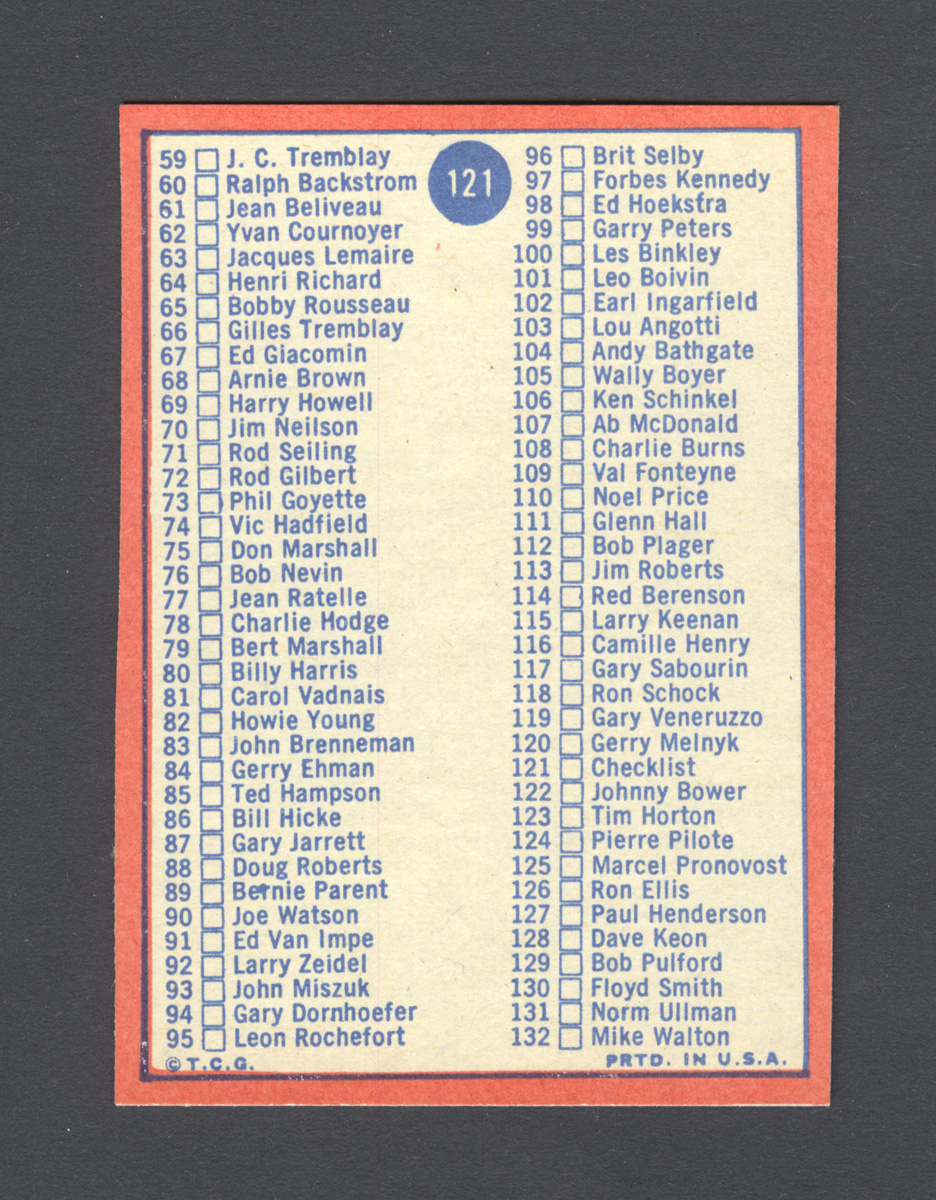 121
59 J. C. Tremblay
60 Ralph Backstrom
61 Jean Beliveau
62 Yvan Cournoyer
63 Jacques Lemaire
64 Henri Richard
65 Bobby Rousseau
66 Gilles Tremblay
67 Ed Giacomin
68 Arnie Brown
69 Harry Howell
70 Jim Neilson
71 Rod Seiling
72 Rod Gilbert
73 Phil Goyette
74 Vic Hadfield
75 Don Marshall
76 Bob Nevin
77 Jean Ratelle
78 Charlie Hodge
79 Bert Marshall
80 Billy Harris
81 Carol Vadnais
82 Howie Young
83 John Brenneman
84 Gerry Ehman
85 Ted Hampson
86 Bill Hicke
87 Gary Jarrett
88 Doug Roberts
89 Bernie Parent
90 Joe Watson
91 Ed Van Impe
92 Larry Zeidel
93 John Miszuk
94 Gary Dornhoefer
95 Leon Rochefort
© T.C.G.
96 Brit Selby
97 Forbes Kennedy
98 Ed Hoekstra
99 Garry Peters
100 Les Binkley
101 Leo Boivin
102 Earl Ingarfield
103 Lou Angotti
104 Andy Bathgate
105 Wally Boyer
106 Ken Schinkel
107 Ab McDonald
108 Charlie Burns
109 Val Fonteyne
110 Noel Price
111 Glenn Hall
112 Bob Plager
113 Jim Roberts
114 Red Berenson
115 Larry Keenan
116 Camille Henry
117 Gary Sabourin
118 Ron Schock
119 Gary Veneruzzo
120 Gerry Melnyk
121 Checklist
122 Johnny Bower
123 Tim Horton
124 Pierre Pilote
125 Marcel Pronovost
126 Ron Ellis
127 Paul Henderson
128 Dave Keon
129 Bob Pulford
130 Floyd Smith
131 Norm Ullman
132 Mike Walton
PRTD. IN U.S.A.